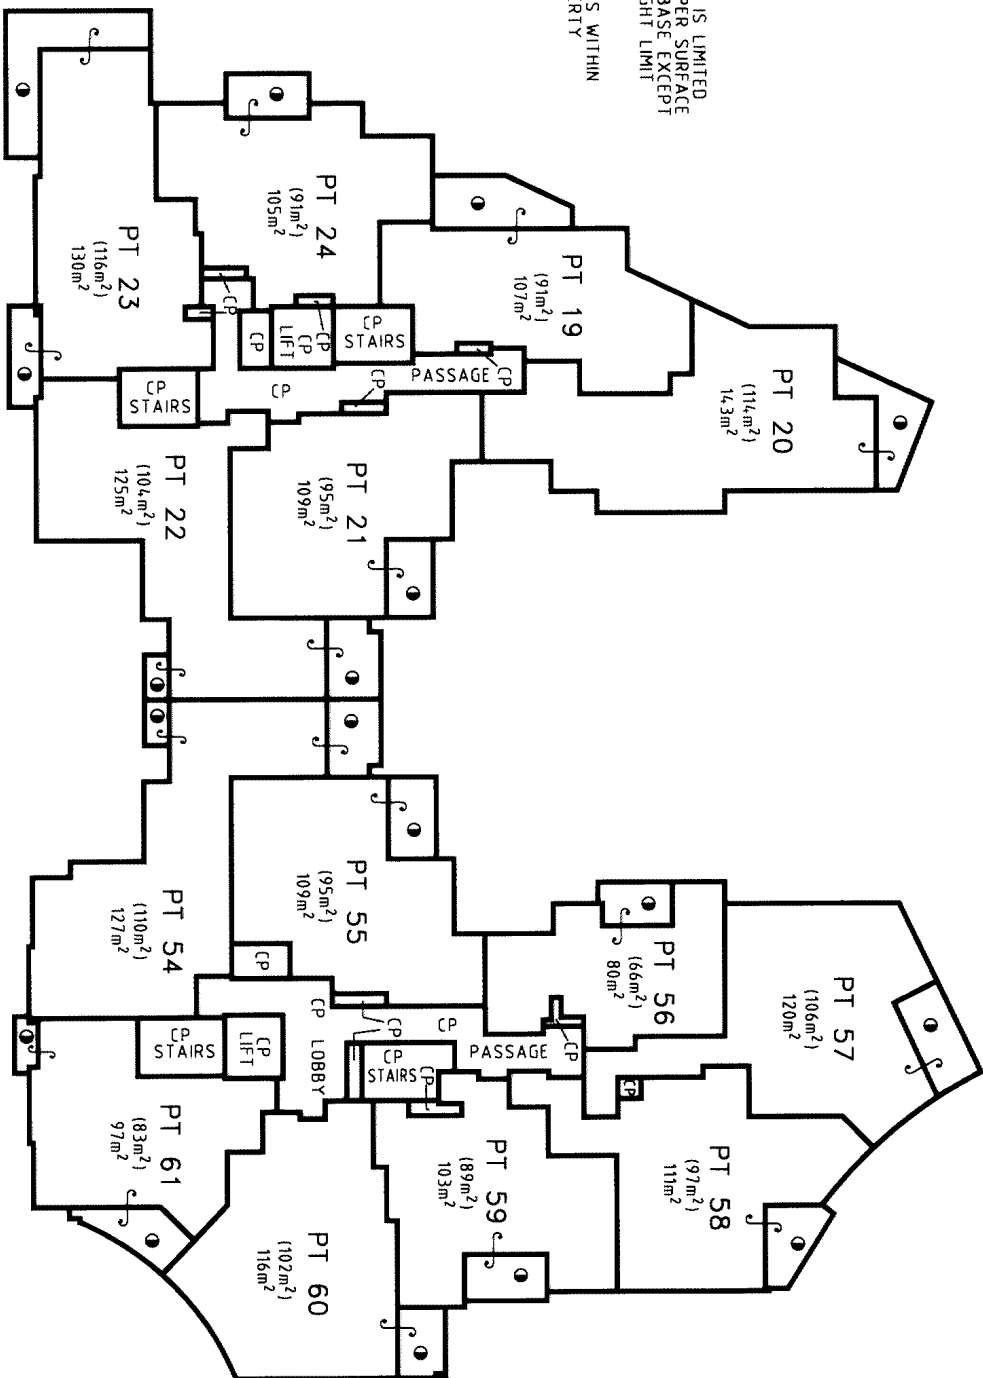 IS LIMITED
PER SURFACE
BASE EXCEPT
GHT LIMIT
S WITHIN
ERTY
PT 24
(91m²)
105m²
PT 23
(116m²)
130m²
PT 19
(91m²)
107m²
PT 20
(114m²)
143m²
CP
CP
CP
CP
LIFT
CP
CP
STAIRS
CP
PASSAGE
CP
CP
CP
STAIRS
PT 22
(104m²)
125m²
PT 21
(95m²)
109m²
PT 55
(95m²)
109m²
PT 54
(110m²)
127m²
PT 56
(66m²)
80m²
PT 57
(106m²)
120m²
CP
CP
LOBBY
CP
CP
PASSAGE
CP
CP
STAIRS
CP
LIFT
CP
STAIRS
CP
CP
PT 61
(83m²)
97m²
PT 60
(102m²)
116m²
PT 59
(89m²)
103m²
PT 58
(97m²)
111m²